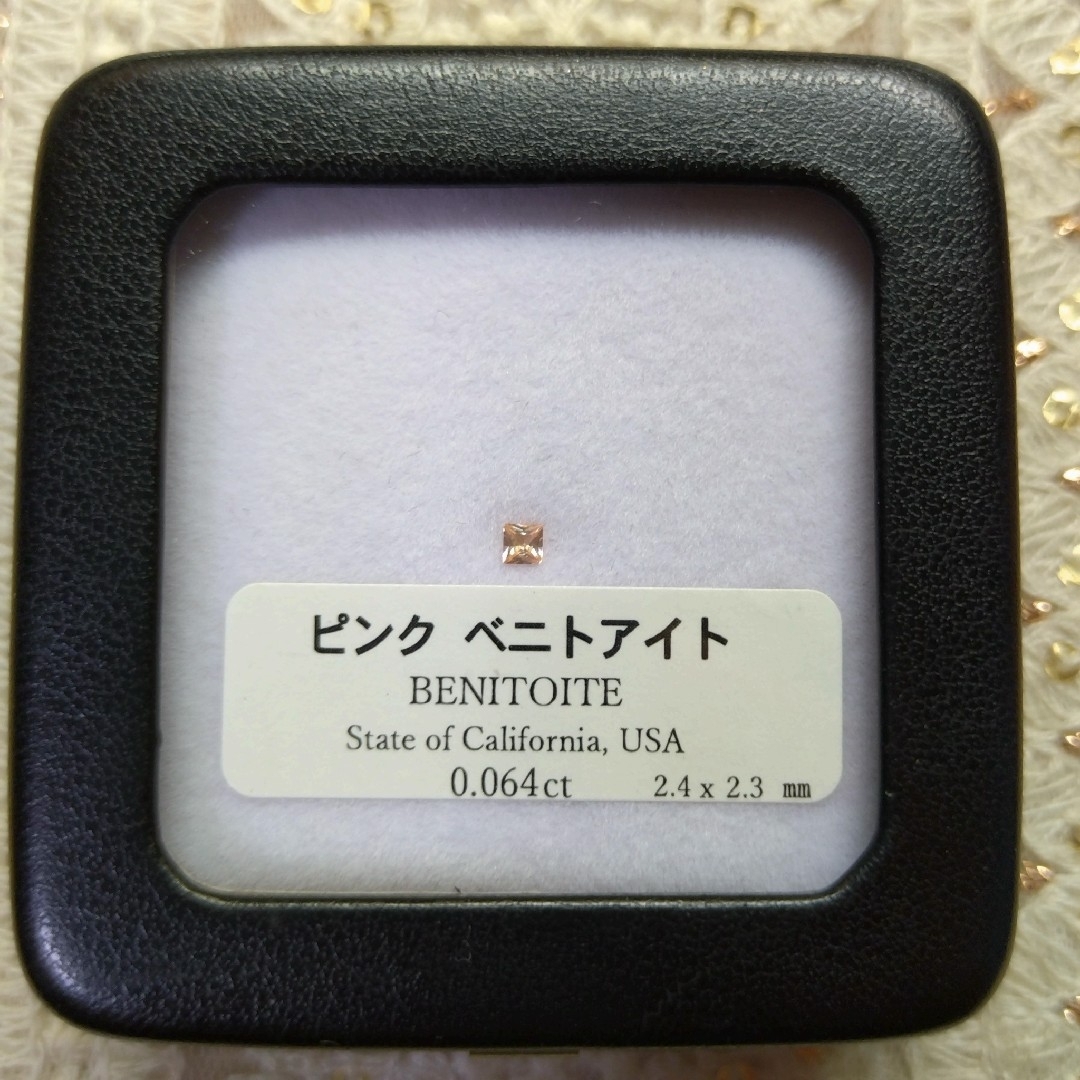 ピンク ベニトアイト
BENITOITE
State of California, USA
0.064ct 2.4 x 2.3 ㎜